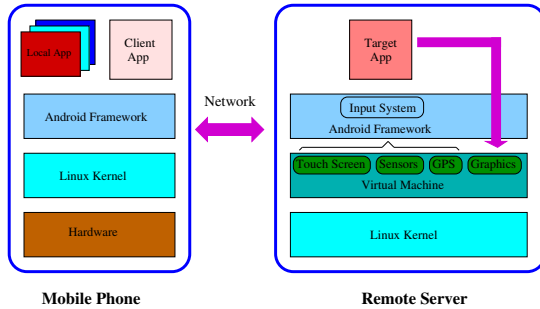 Local App
Client
App
Android Framework
Linux Kernel
Hardware
Mobile Phone
Network
Target
App
Input System
Android Framework
Touch Screen
Sensors
GPS
Graphics
Virtual Machine
Linux Kernel
Remote Server